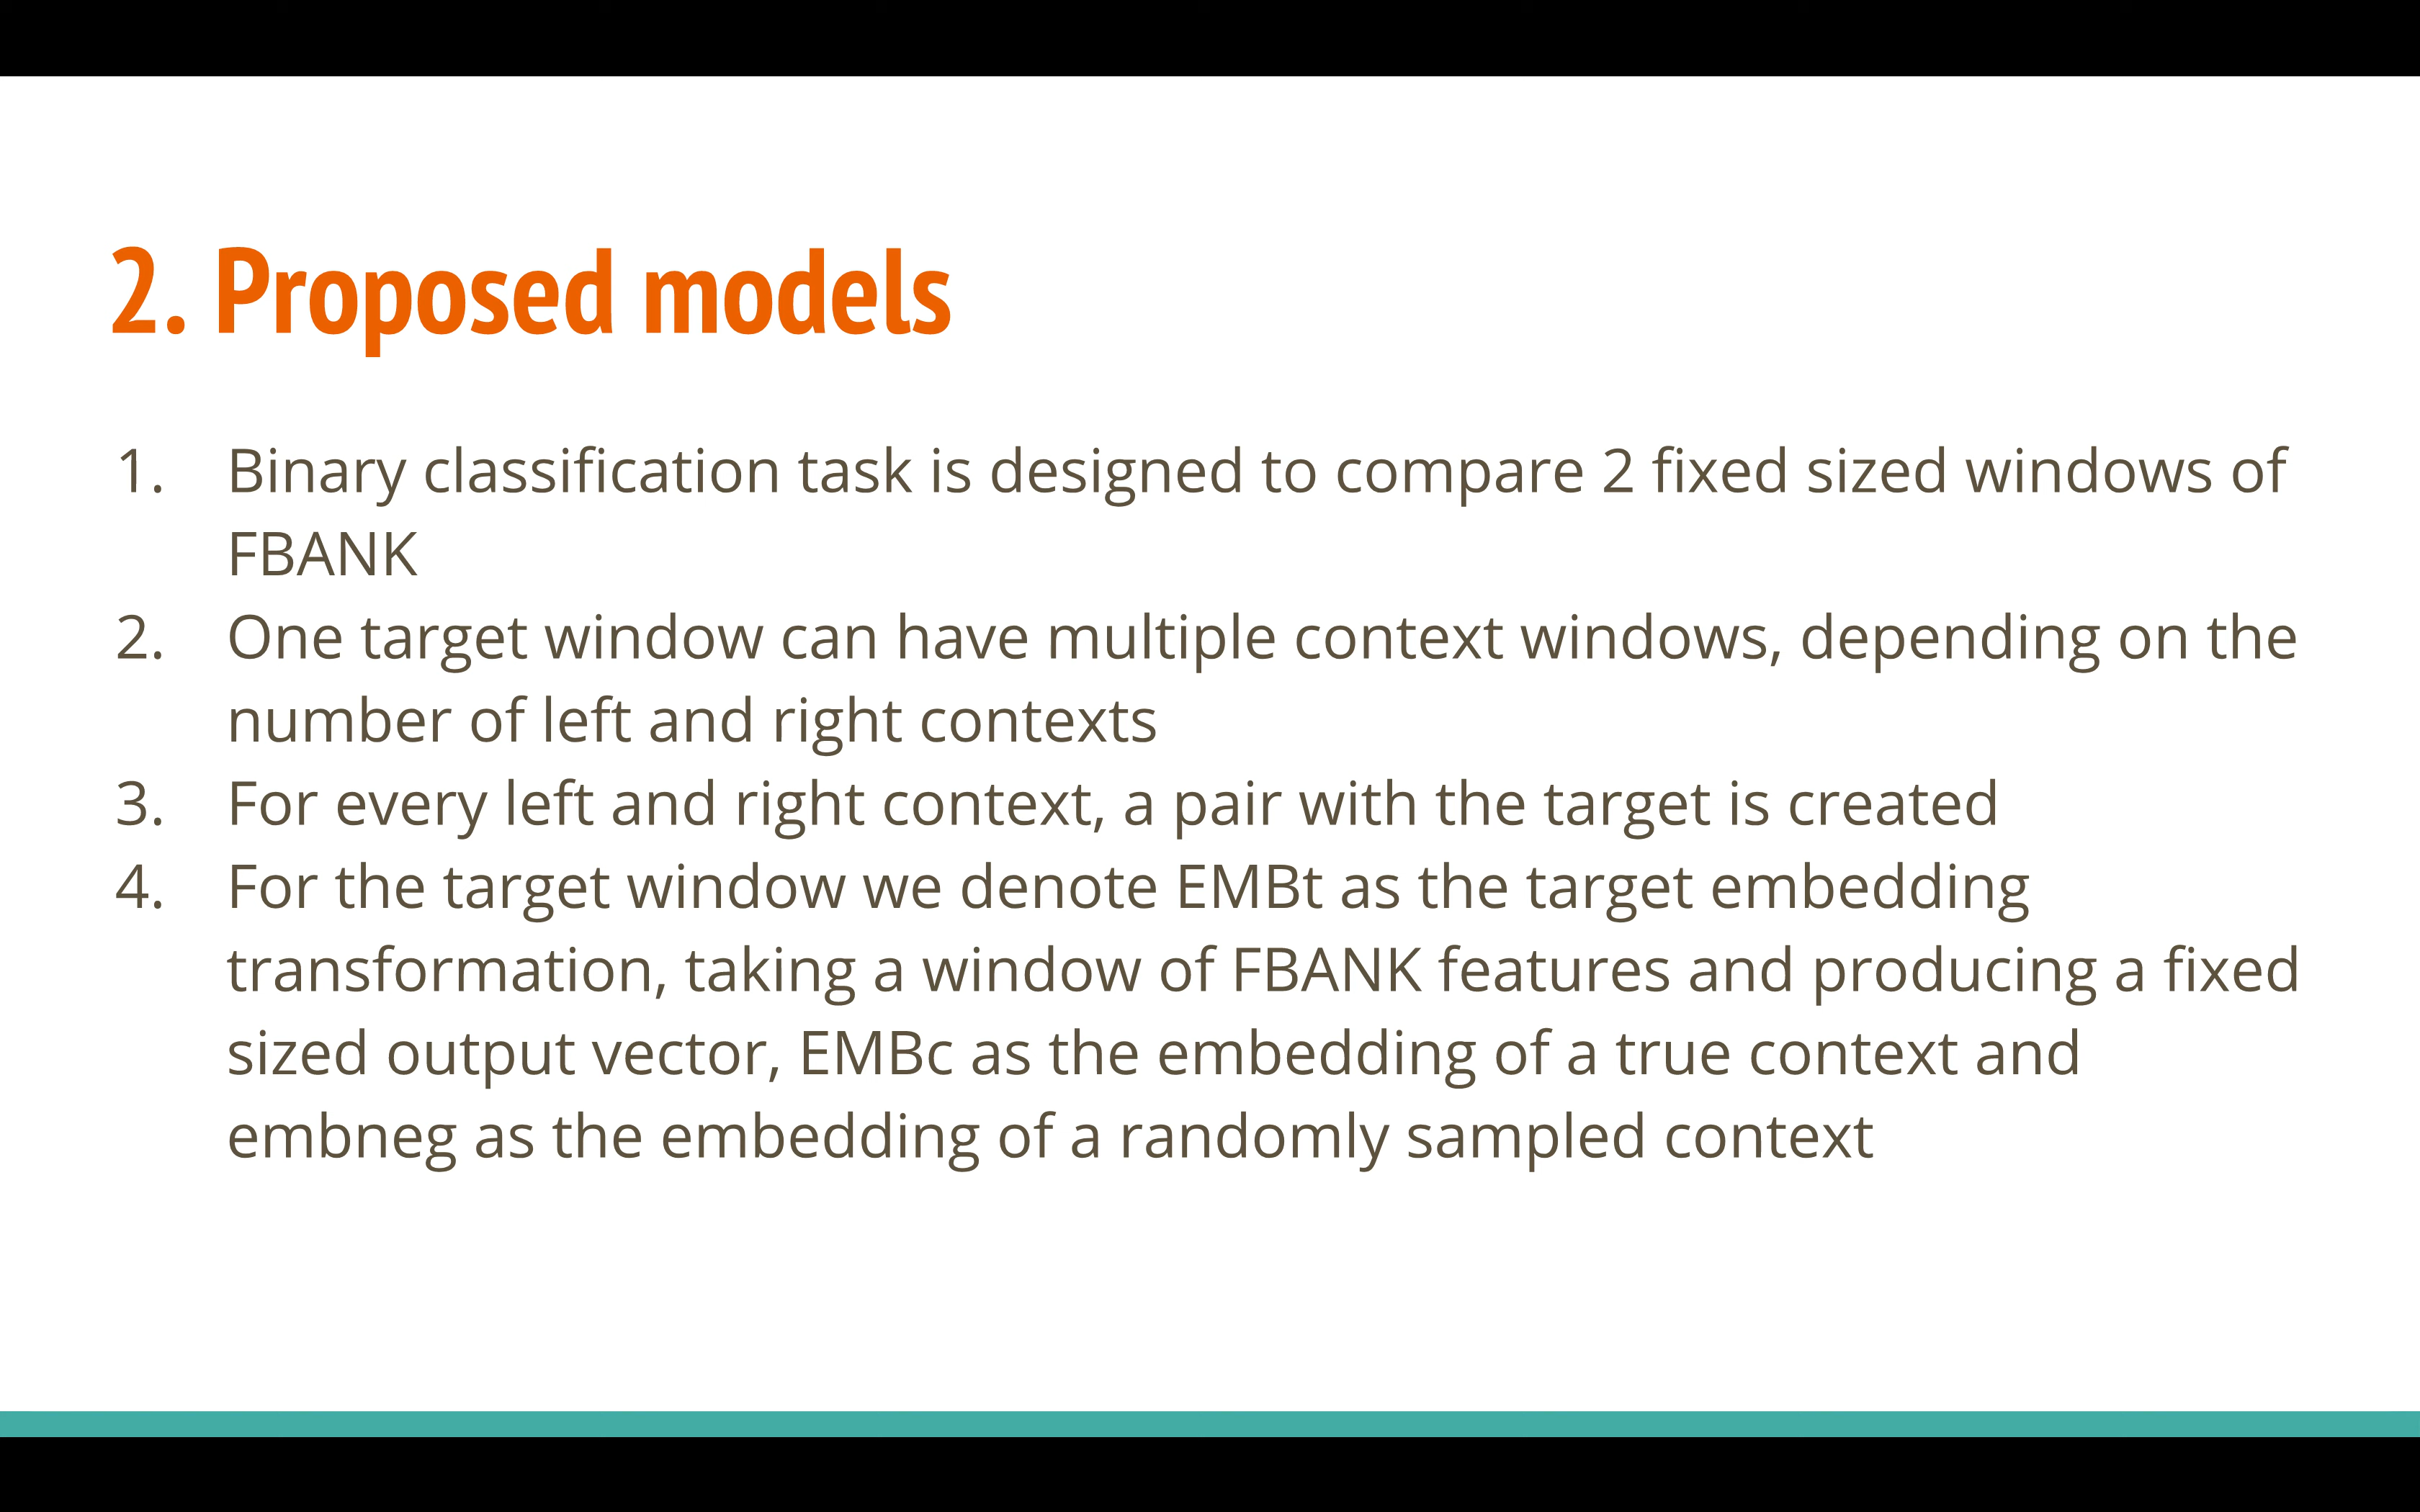 2. Proposed models
1. Binary classification task is designed to compare 2 fixed sized windows of
FBANK
2. One target window can have multiple context windows, depending on the
number of left and right contexts
3. For every left and right context, a pair with the target is created
4. For the target window we denote EMBt as the target embedding
transformation, taking a window of FBANK features and producing a fixed
sized output vector, EMBc as the embedding of a true context and
embneg as the embedding of a randomly sampled context